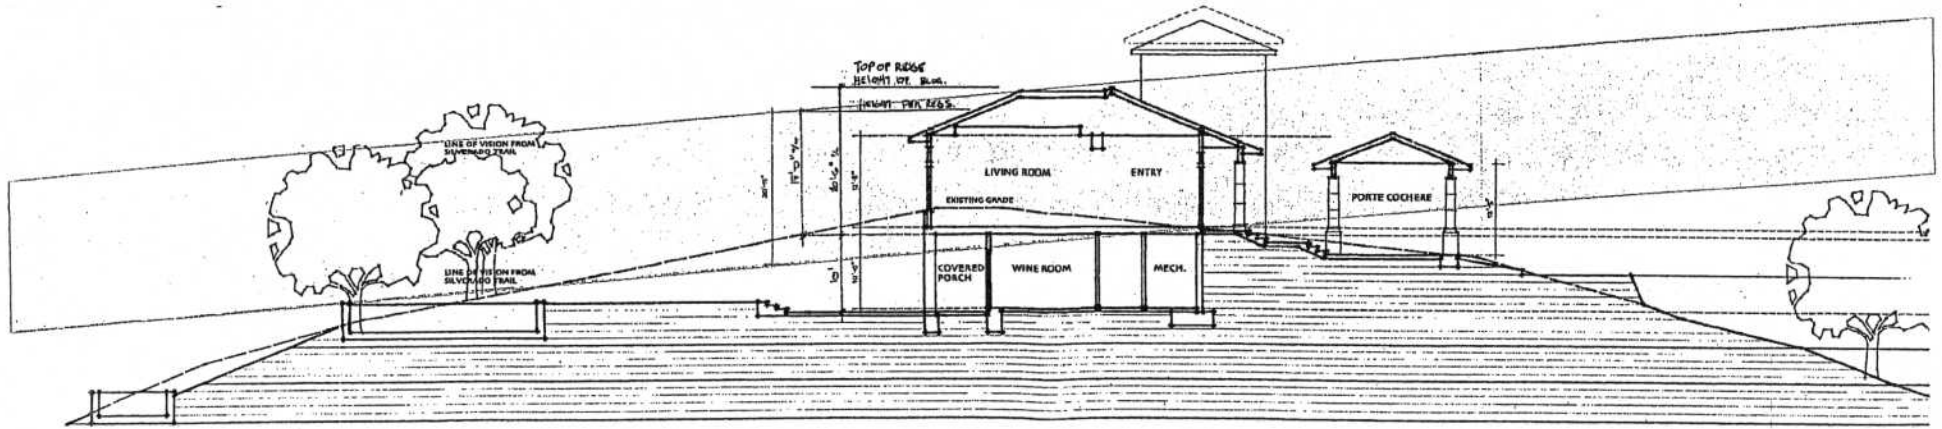 TOP OF RIDGE
HEIGHT OF BLDG.
HEIGHT PER REGS.
LINE OF VISION FROM
SILVERADO TRAIL
LIVING ROOM
ENTRY
EXISTING GRADE
PORTE COCHERE
LINE OF VISION FROM
SILVERADO TRAIL
COVERED
PORCH
WINE ROOM
MECH.